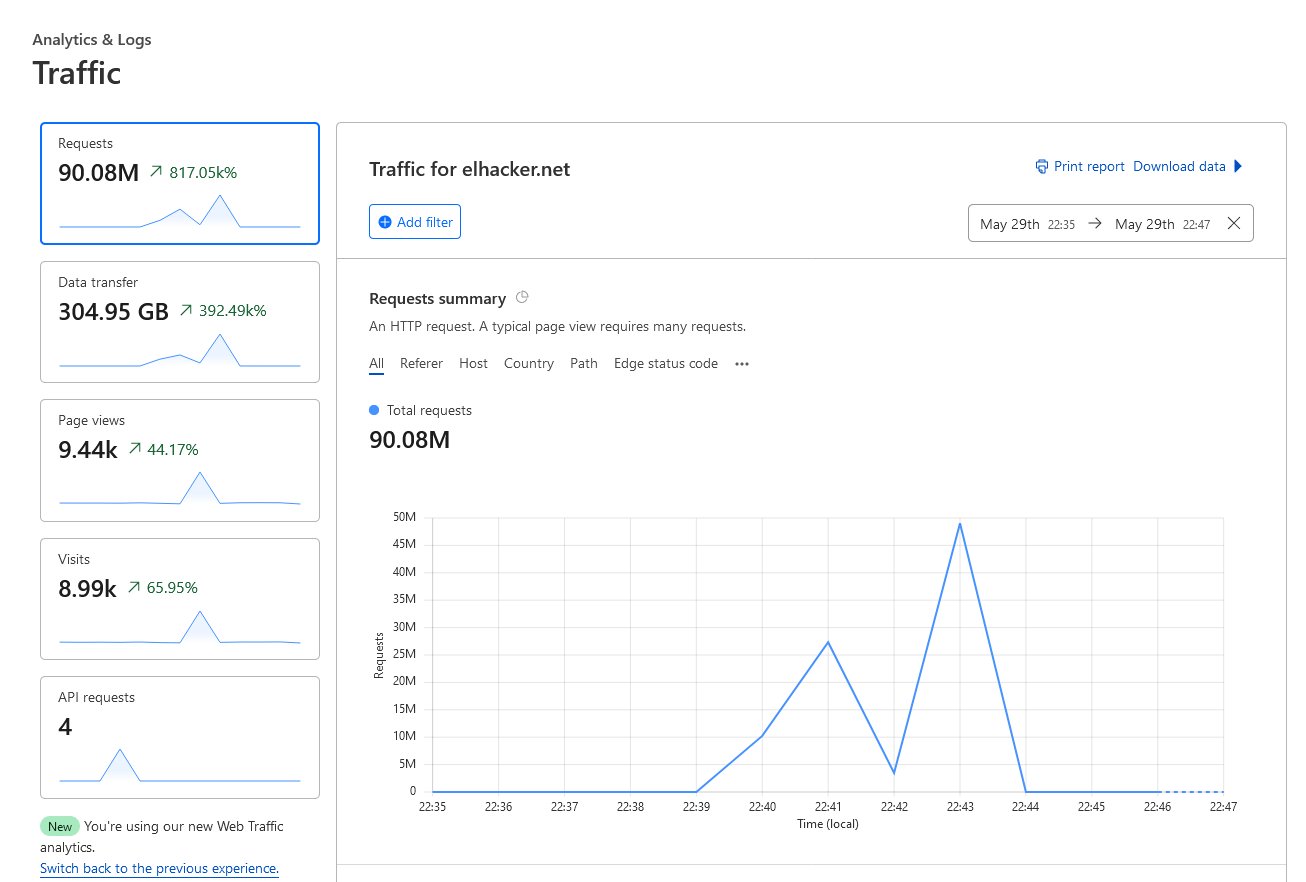 Analytics & Logs
Traffic
Requests
90.08M 817.05k%
Data transfer
304.95 GB 392.49k%
Page views
9.44k 44.17%
Visits
8.99k 65.95%
API requests
4
New You're using our new Web Traffic
analytics.
Switch back to the previous experience.
Traffic for elhacker.net
Print report Download data
Add filter
May 29th 22:35 → May 29th 22:47
Requests summary
An HTTP request. A typical page view requires many requests.
All Referer Host Country Path Edge status code •••
Total requests
90.08M
50M
45M
40M
35M
30M
25M
20M
15M
10M
5M
0
Requests
22:35 22:36 22:37 22:38 22:39 22:40 22:41 22:42 22:43 22:44 22:45 22:46 22:47
Time (local)